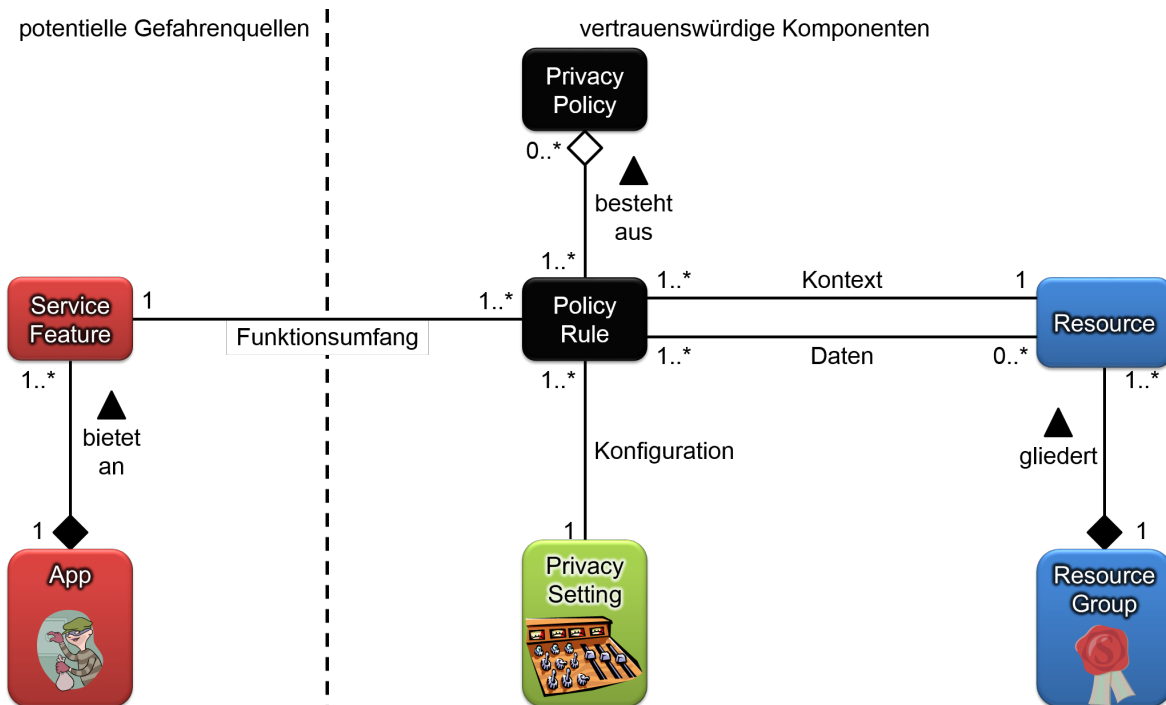 potentielle Gefahrenquellen
vertrauenswürdige Komponenten
Privacy
Policy
0..*
besteht
aus
1..*
Service
Feature
1
1..*
Funktionsumfang
Policy
Rule
1..*
Kontext
1
1..*
Daten
0..*
Resource
1..*
bietet
an
1
App
1..*
Konfiguration
1
Privacy
Setting
1..*
gliedert
1
Resource
Group
S